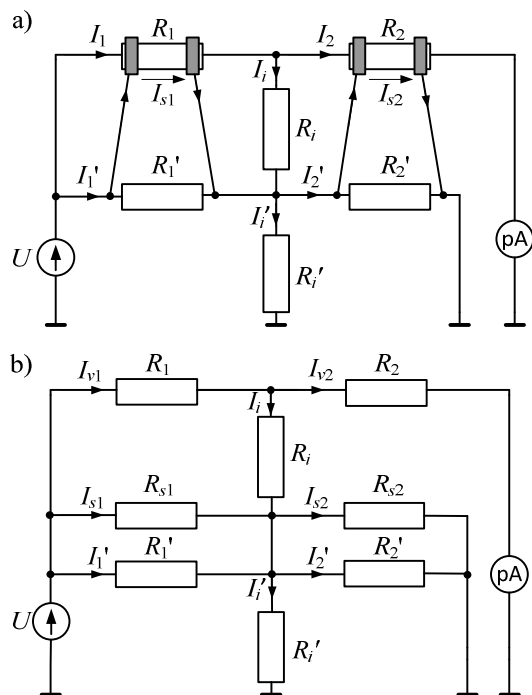 a)
I₁ R₁ I₂ R₂
Iᵢ
Iₛ₁ Iₛ₂
Rᵢ
I₁' R₁' I₂' R₂'
Iᵢ'
U Rᵢ' pA
b)
Iᵥ₁ R₁ Iᵥ₂ R₂
Iᵢ
Rᵢ
Iₛ₁ Rₛ₁ Iₛ₂ Rₛ₂
I₁' R₁' I₂' R₂'
Iᵢ'
U Rᵢ' pA